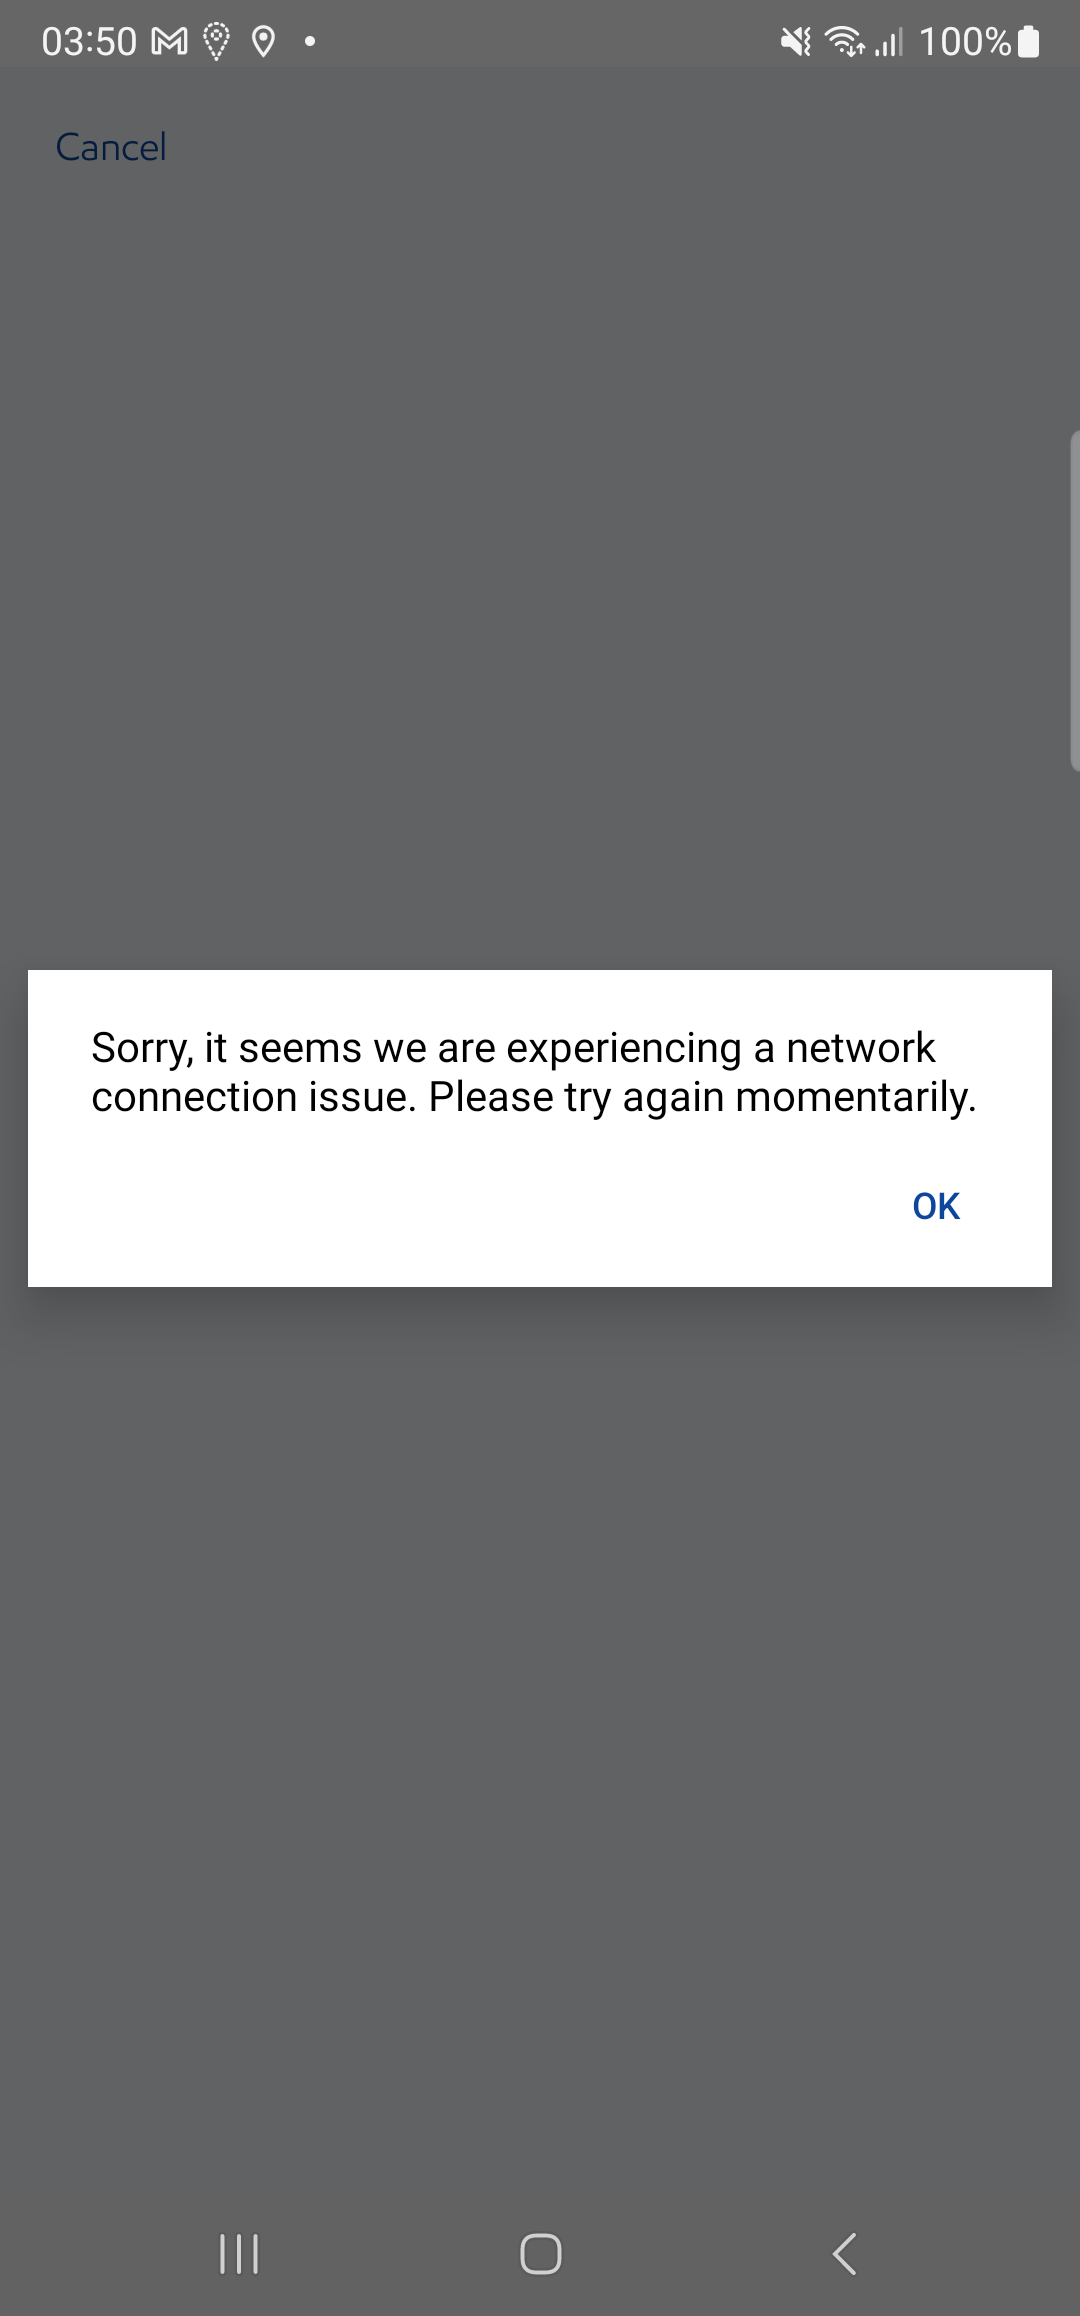 03:50
100%
Cancel
Sorry, it seems we are experiencing a network
connection issue. Please try again momentarily.
OK